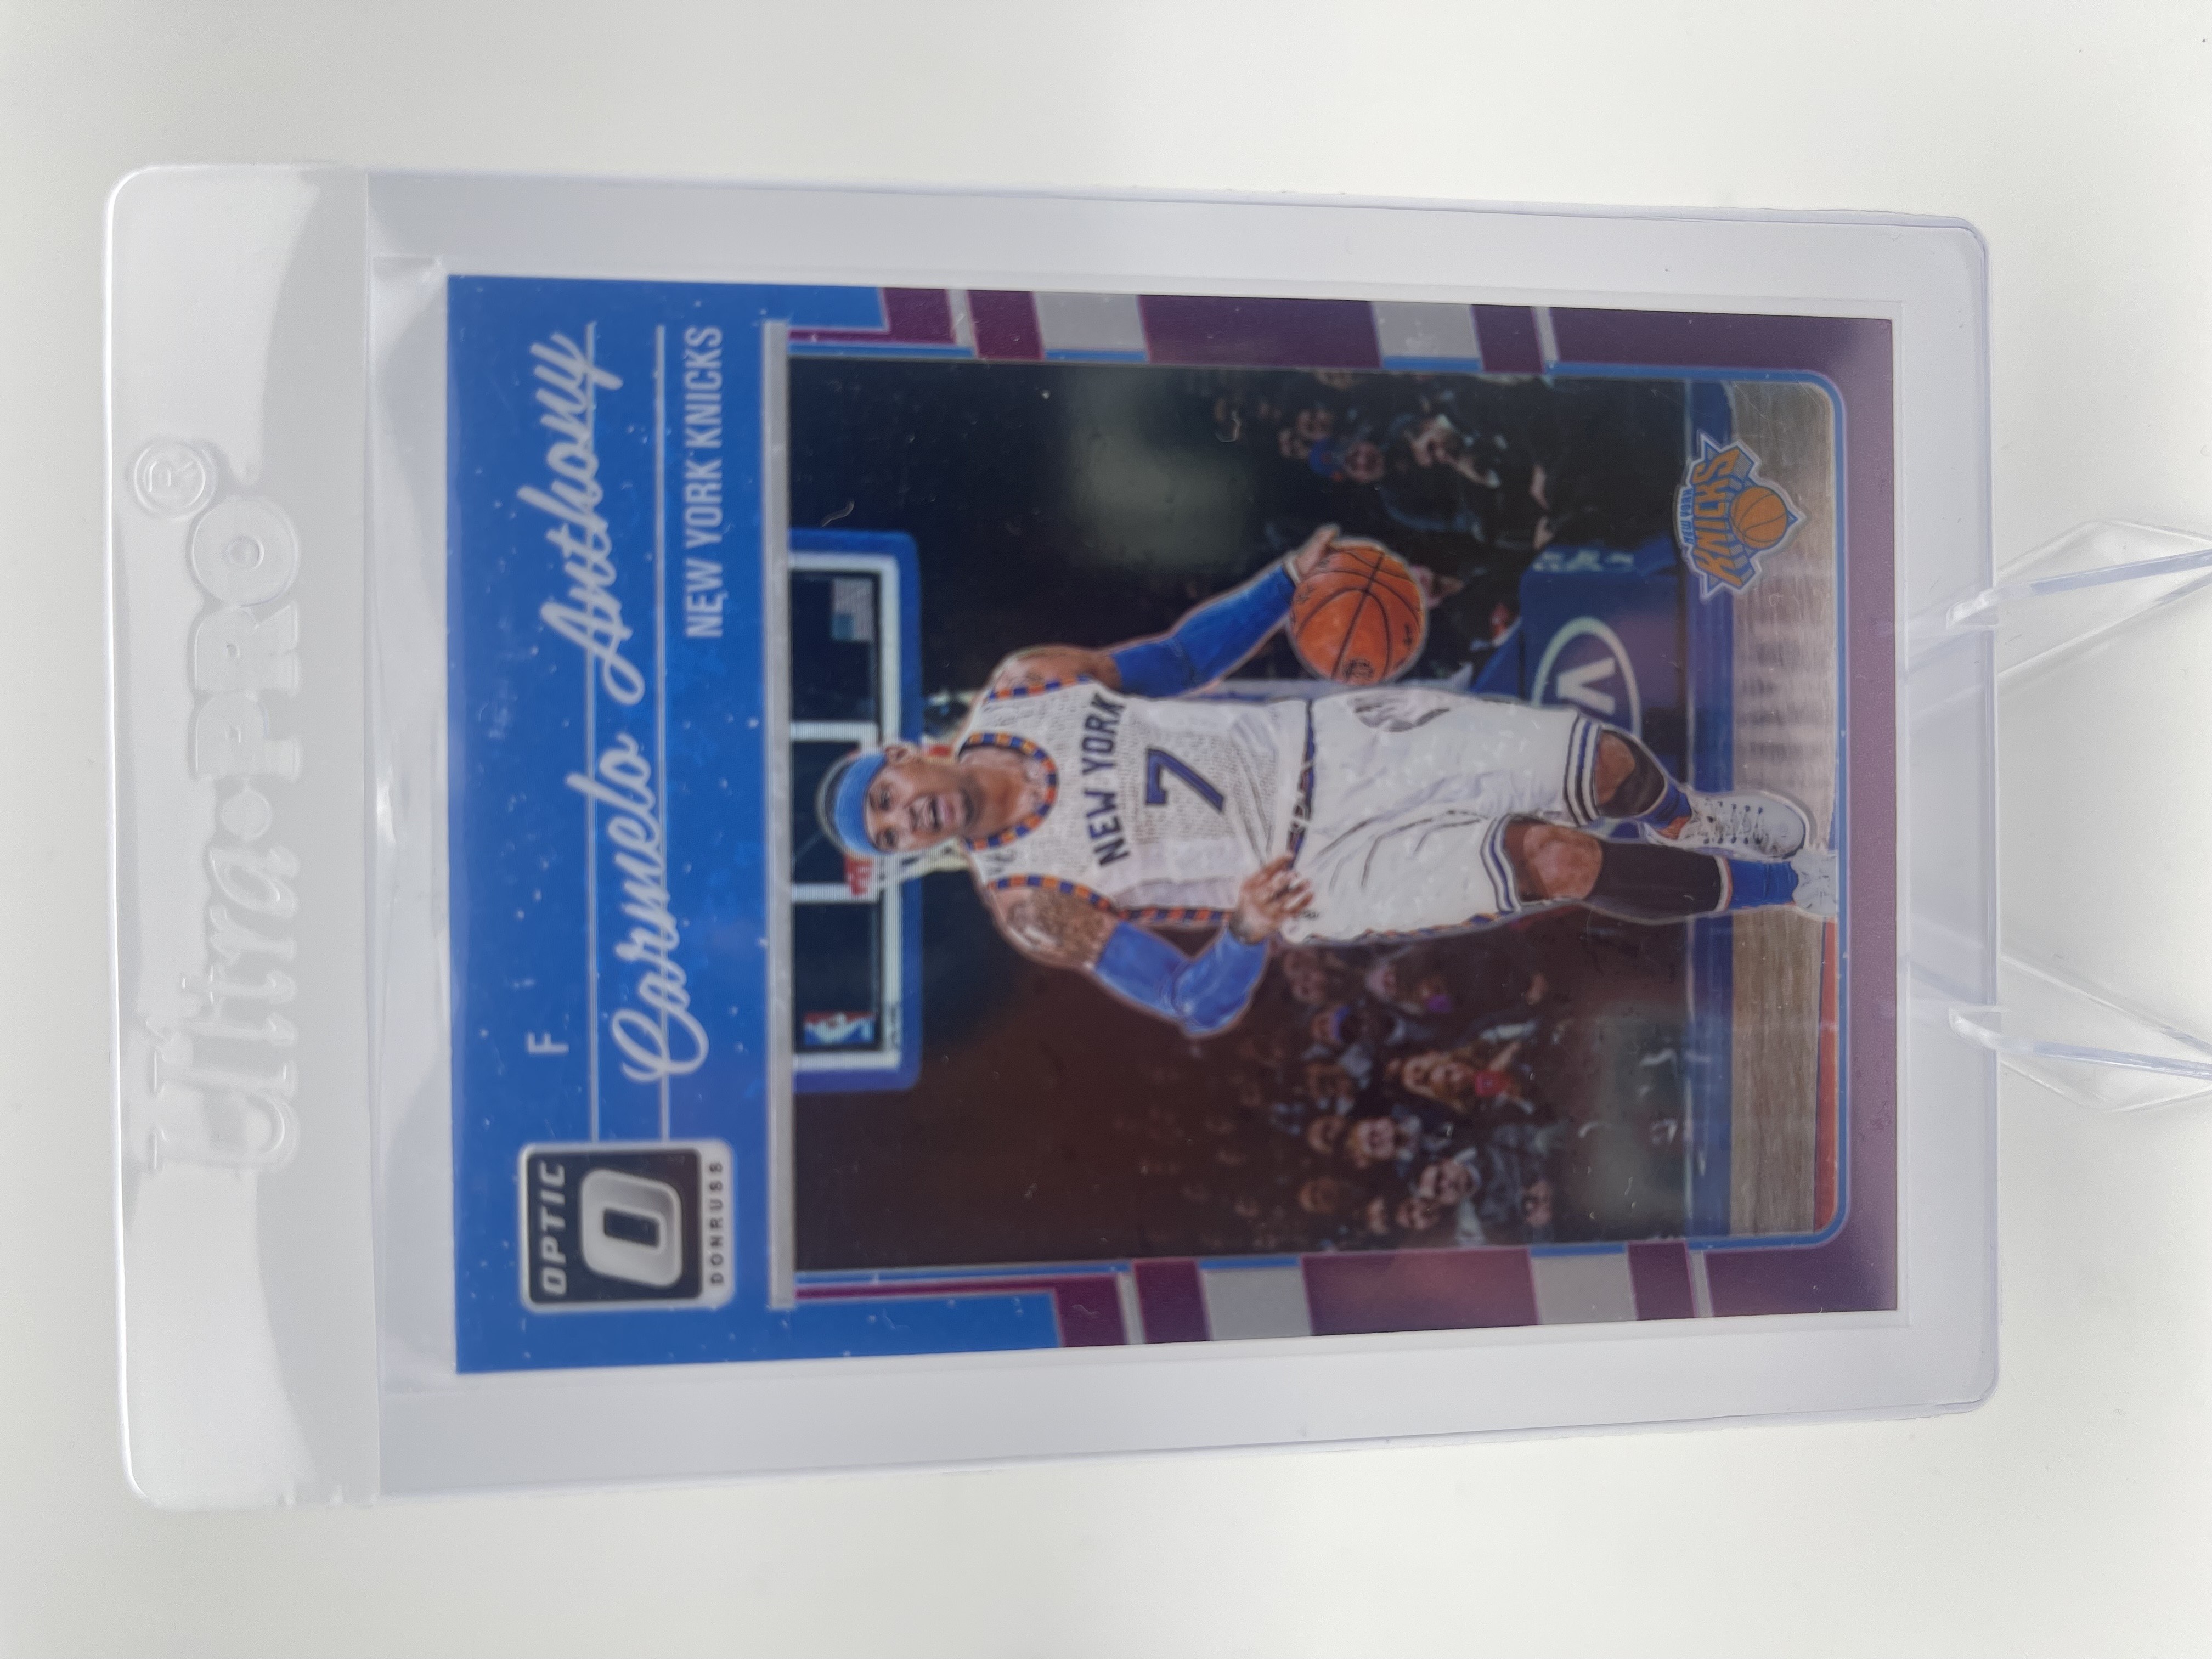 Ultra•PRO®
OPTIC
O
DONRUSS
F
Carmelo Anthony
NEW YORK KNICKS
NEW YORK
7
NEW YORK
KNICKS